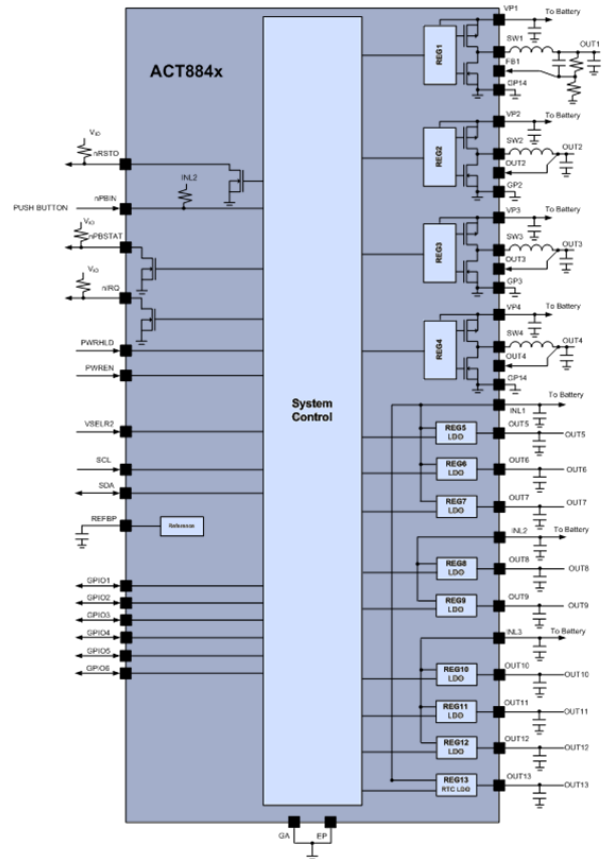 ACT884x
System
Control
VIO
nRSTO
INL2
nPBIN
PUSH BUTTON
VIO
nPBSTAT
VIO
nIRQ
PWRHLD
PWREN
VSELR2
SCL
SDA
REFBP
Reference
GPIO1
GPIO2
GPIO3
GPIO4
GPIO5
GPIO6
REG1
VP1
To Battery
SW1
OUT1
FB1
GP14
REG2
VP2
To Battery
SW2
OUT2
OUT2
GP2
REG3
VP3
To Battery
SW3
OUT3
OUT3
GP3
REG4
VP4
To Battery
SW4
OUT4
OUT4
GP14
To Battery
INL1
REG5
LDO
OUT5
OUT5
REG6
LDO
OUT6
OUT6
REG7
LDO
OUT7
OUT7
INL2
To Battery
REG8
LDO
OUT8
OUT8
REG9
LDO
OUT9
OUT9
INL3
To Battery
REG10
LDO
OUT10
OUT10
REG11
LDO
OUT11
OUT11
REG12
LDO
OUT12
OUT12
REG13
RTC LDO
OUT13
OUT13
GA
EP